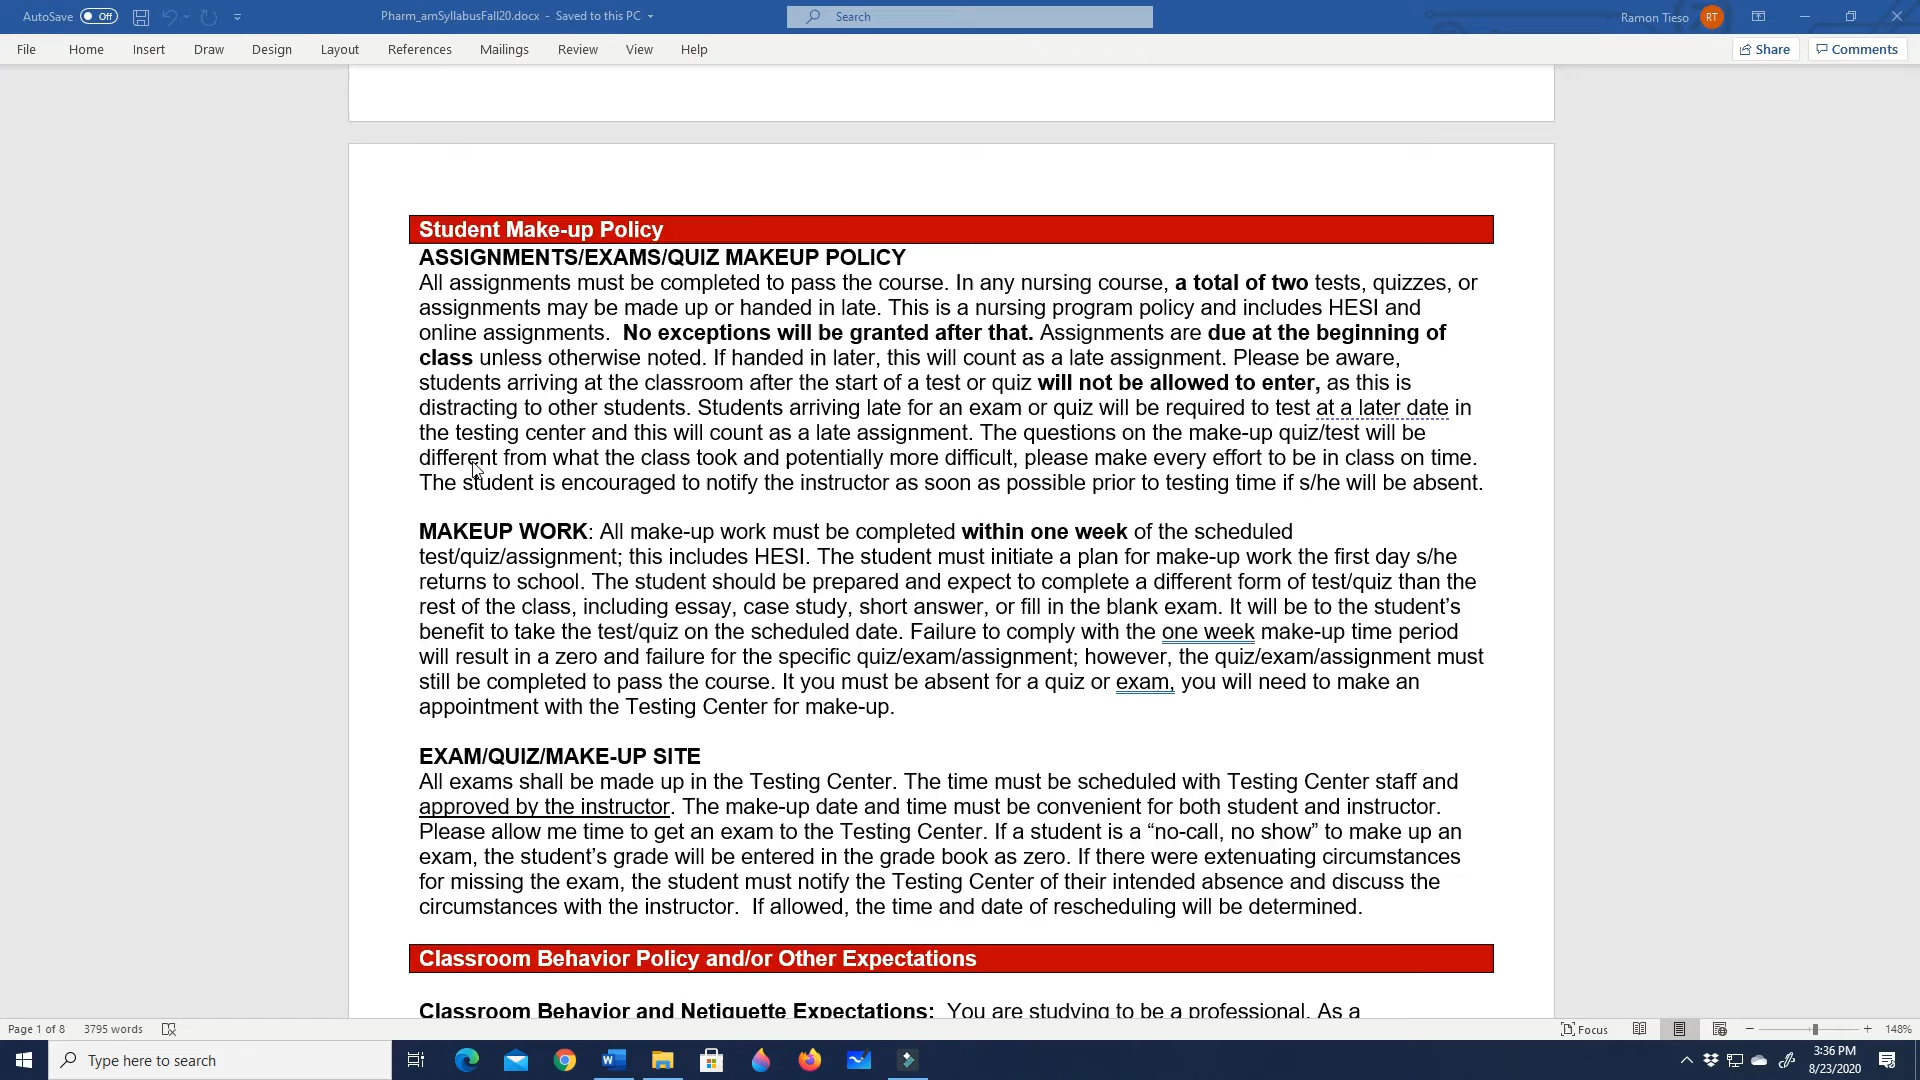 AutoSave Off Pharm_amSyllabusFall20.docx - Saved to this PC Search Ramon Tieso RT
File Home Insert Draw Design Layout References Mailings Review View Help Share Comments
Student Make-up Policy
ASSIGNMENTS/EXAMS/QUIZ MAKEUP POLICY
All assignments must be completed to pass the course. In any nursing course, a total of two tests, quizzes, or
assignments may be made up or handed in late. This is a nursing program policy and includes HESI and
online assignments.  No exceptions will be granted after that. Assignments are due at the beginning of
class unless otherwise noted. If handed in later, this will count as a late assignment. Please be aware,
students arriving at the classroom after the start of a test or quiz will not be allowed to enter, as this is
distracting to other students. Students arriving late for an exam or quiz will be required to test at a later date in
the testing center and this will count as a late assignment. The questions on the make-up quiz/test will be
different from what the class took and potentially more difficult, please make every effort to be in class on time.
The student is encouraged to notify the instructor as soon as possible prior to testing time if s/he will be absent.
MAKEUP WORK: All make-up work must be completed within one week of the scheduled
test/quiz/assignment; this includes HESI. The student must initiate a plan for make-up work the first day s/he
returns to school. The student should be prepared and expect to complete a different form of test/quiz than the
rest of the class, including essay, case study, short answer, or fill in the blank exam. It will be to the student’s
benefit to take the test/quiz on the scheduled date. Failure to comply with the one week make-up time period
will result in a zero and failure for the specific quiz/exam/assignment; however, the quiz/exam/assignment must
still be completed to pass the course. It you must be absent for a quiz or exam, you will need to make an
appointment with the Testing Center for make-up.
EXAM/QUIZ/MAKE-UP SITE
All exams shall be made up in the Testing Center. The time must be scheduled with Testing Center staff and
approved by the instructor. The make-up date and time must be convenient for both student and instructor.
Please allow me time to get an exam to the Testing Center. If a student is a “no-call, no show” to make up an
exam, the student’s grade will be entered in the grade book as zero. If there were extenuating circumstances
for missing the exam, the student must notify the Testing Center of their intended absence and discuss the
circumstances with the instructor.  If allowed, the time and date of rescheduling will be determined.
Classroom Behavior Policy and/or Other Expectations
Classroom Behavior and Netiquette Expectations:  You are studying to be a professional. As a
Page 1 of 8 3795 words Focus 148%
Type here to search 3:36 PM
8/23/2020